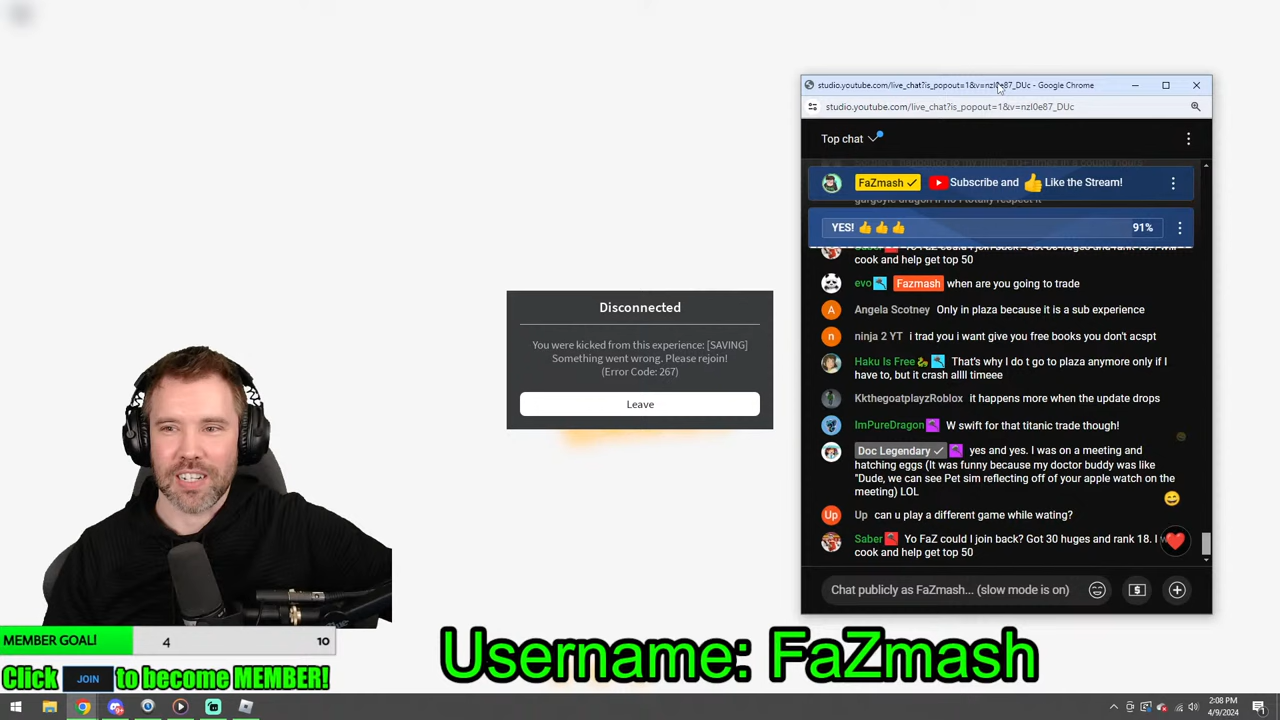 studio.youtube.com/live_chat?is_popout=1&v=nzl0e87_DUc - Google Chrome
studio.youtube.com/live_chat?is_popout=1&v=nzl0e87_DUc
Top chat
FaZmash Subscribe and 👍 Like the Stream!
gargoyle dragon if no I totally respect it
YES! 👍👍👍 91%
cook and help get top 50
evo Fazmash when are you going to trade
Angela Scotney Only in plaza because it is a sub experience
ninja 2 YT i trad you i want give you free books you don't acspt
Haku Is Free🐉 That's why I do t go to plaza anymore only if I
have to, but it crash allll timeee
KkthegoatplayzRoblox it happens more when the update drops
ImPureDragon W swift for that titanic trade though!
Doc Legendary yes and yes. I was on a meeting and
hatching eggs (It was funny because my doctor buddy was like
"Dude, we can see Pet sim reflecting off of your apple watch on the
meeting) LOL
Up Up can u play a different game while wating?
Saber Yo FaZ could I join back? Got 30 huges and rank 18. I
cook and help get top 50
Chat publicly as FaZmash... (slow mode is on)
Disconnected
You were kicked from this experience: [SAVING]
Something went wrong. Please rejoin!
(Error Code: 267)
Leave
MEMBER GOAL! 4 10
Click JOIN to become MEMBER!
Username: FaZmash
2:08 PM
4/9/2024